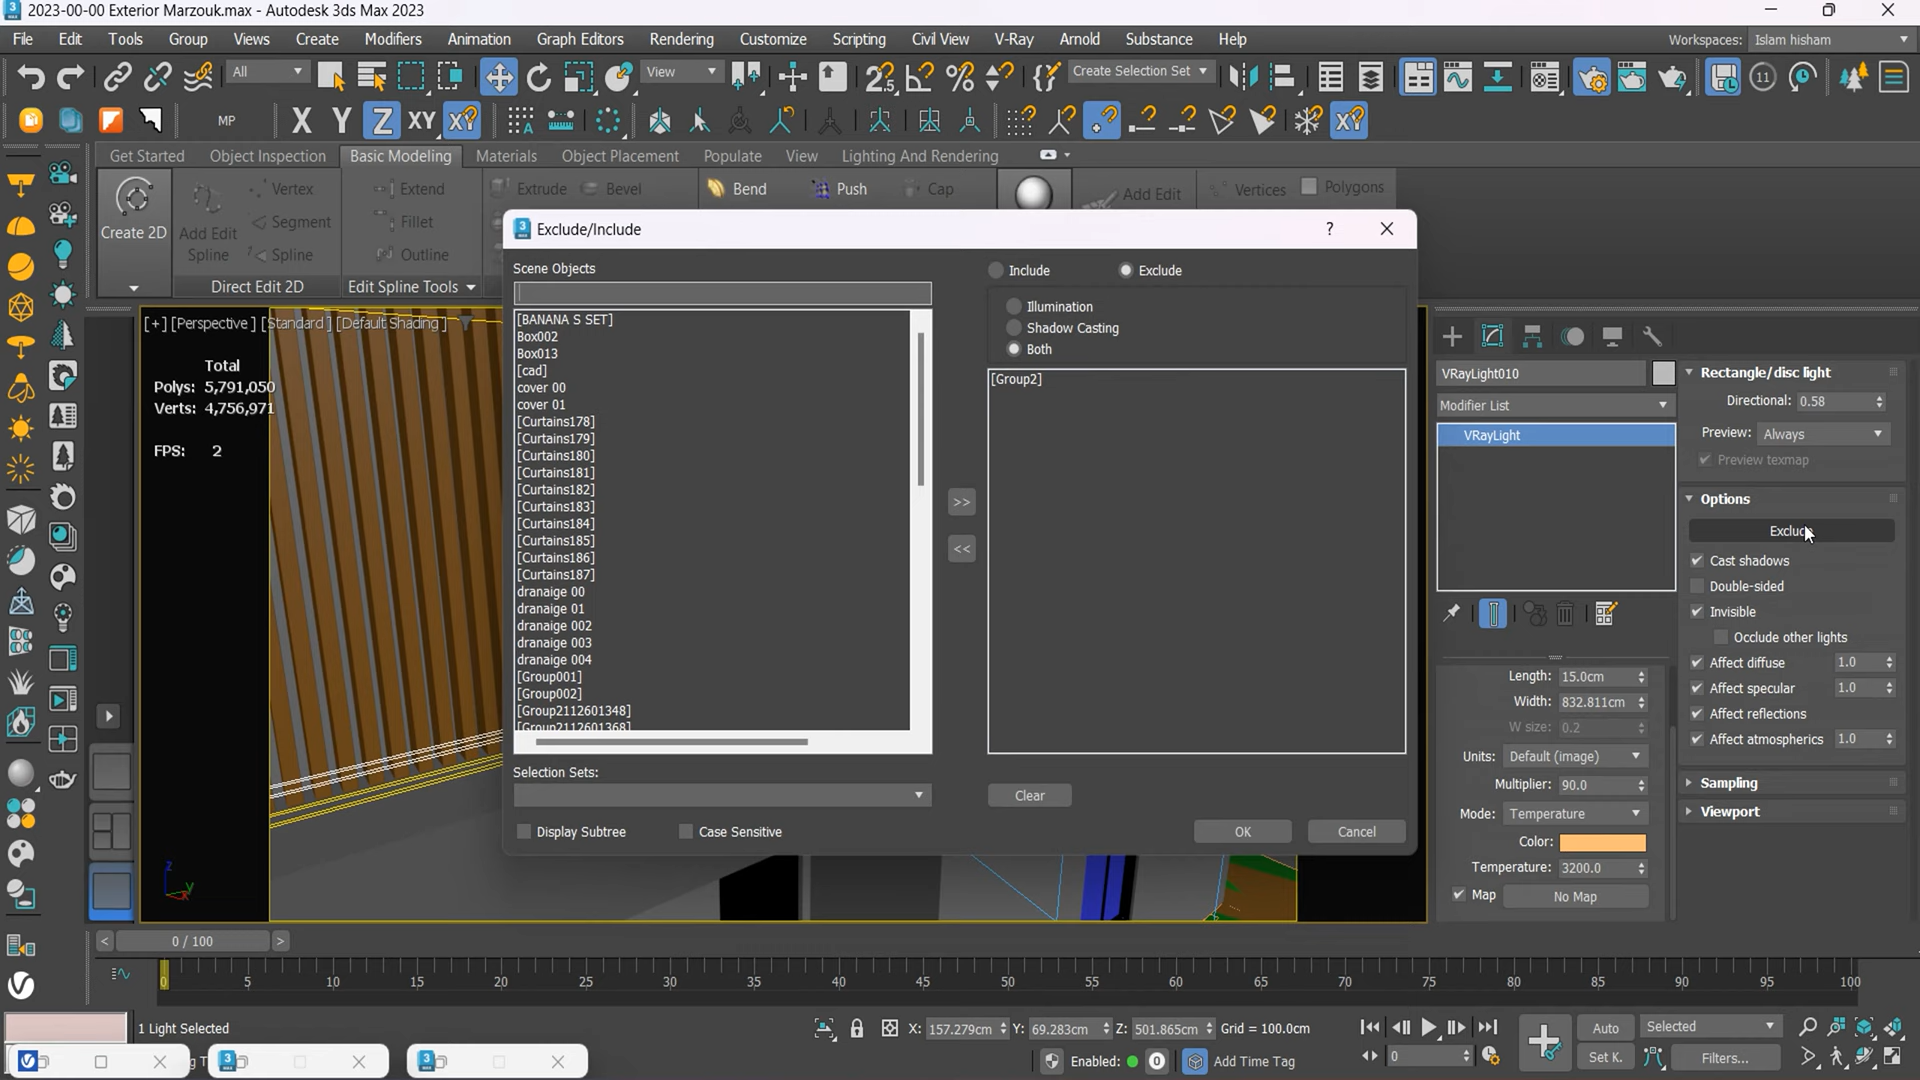 2023-00-00 Exterior Marzouk.max - Autodesk 3ds Max 2023
File Edit Tools Group Views Create Modifiers Animation Graph Editors Rendering Customize Scripting Civil View V-Ray Arnold Substance Help
Workspaces: Islam hisham
All View Create Selection Set 11
MP X Y Z XY XY XY
Get Started Object Inspection Basic Modeling Materials Object Placement Populate View Lighting And Rendering
Vertex Extend Extrude Bevel Bend Push Cap Add Edit Vertices Polygons
Create 2D Add Edit Spline Segment Fillet
Spline Outline
Direct Edit 2D Edit Spline Tools
Exclude/Include ?
Scene Objects
Include Exclude
Illumination
Shadow Casting
Both
[Group2]
[BANANA S SET]
Box002
Box013
[cad]
cover 00
cover 01
[Curtains178]
[Curtains179]
[Curtains180]
[Curtains181]
[Curtains182]
[Curtains183]
[Curtains184]
[Curtains185]
[Curtains186]
[Curtains187]
dranaige 00
dranaige 01
dranaige 002
dranaige 003
dranaige 004
[Group001]
[Group002]
[Group2112601348]
[Group2112601368]
>>
<<
Selection Sets:
Clear
Display Subtree Case Sensitive
OK Cancel
[+] [Perspective] [Standard] [Default Shading]
Total
Polys: 5,791,050
Verts: 4,756,971
FPS: 2
z
y
x
VRayLight010
Modifier List
VRayLight
Length: 15.0cm
Width: 832.811cm
W size: 0.2
Units: Default (image)
Multiplier: 90.0
Mode: Temperature
Color:
Temperature: 3200.0
Map No Map
Rectangle/disc light
Directional: 0.58
Preview: Always
Preview texmap
Options
Exclude
Cast shadows
Double-sided
Invisible
Occlude other lights
Affect diffuse 1.0
Affect specular 1.0
Affect reflections
Affect atmospherics 1.0
Sampling
Viewport
< 0 / 100 >
0 5 10 15 20 25 30 35 40 45 50 55 60 65 70 75 80 85 90 95 100
1 Light Selected
X: 157.279cm Y: 69.283cm Z: 501.865cm Grid = 100.0cm
Auto Selected
Enabled: 0 Add Time Tag
0 Set K. Filters...